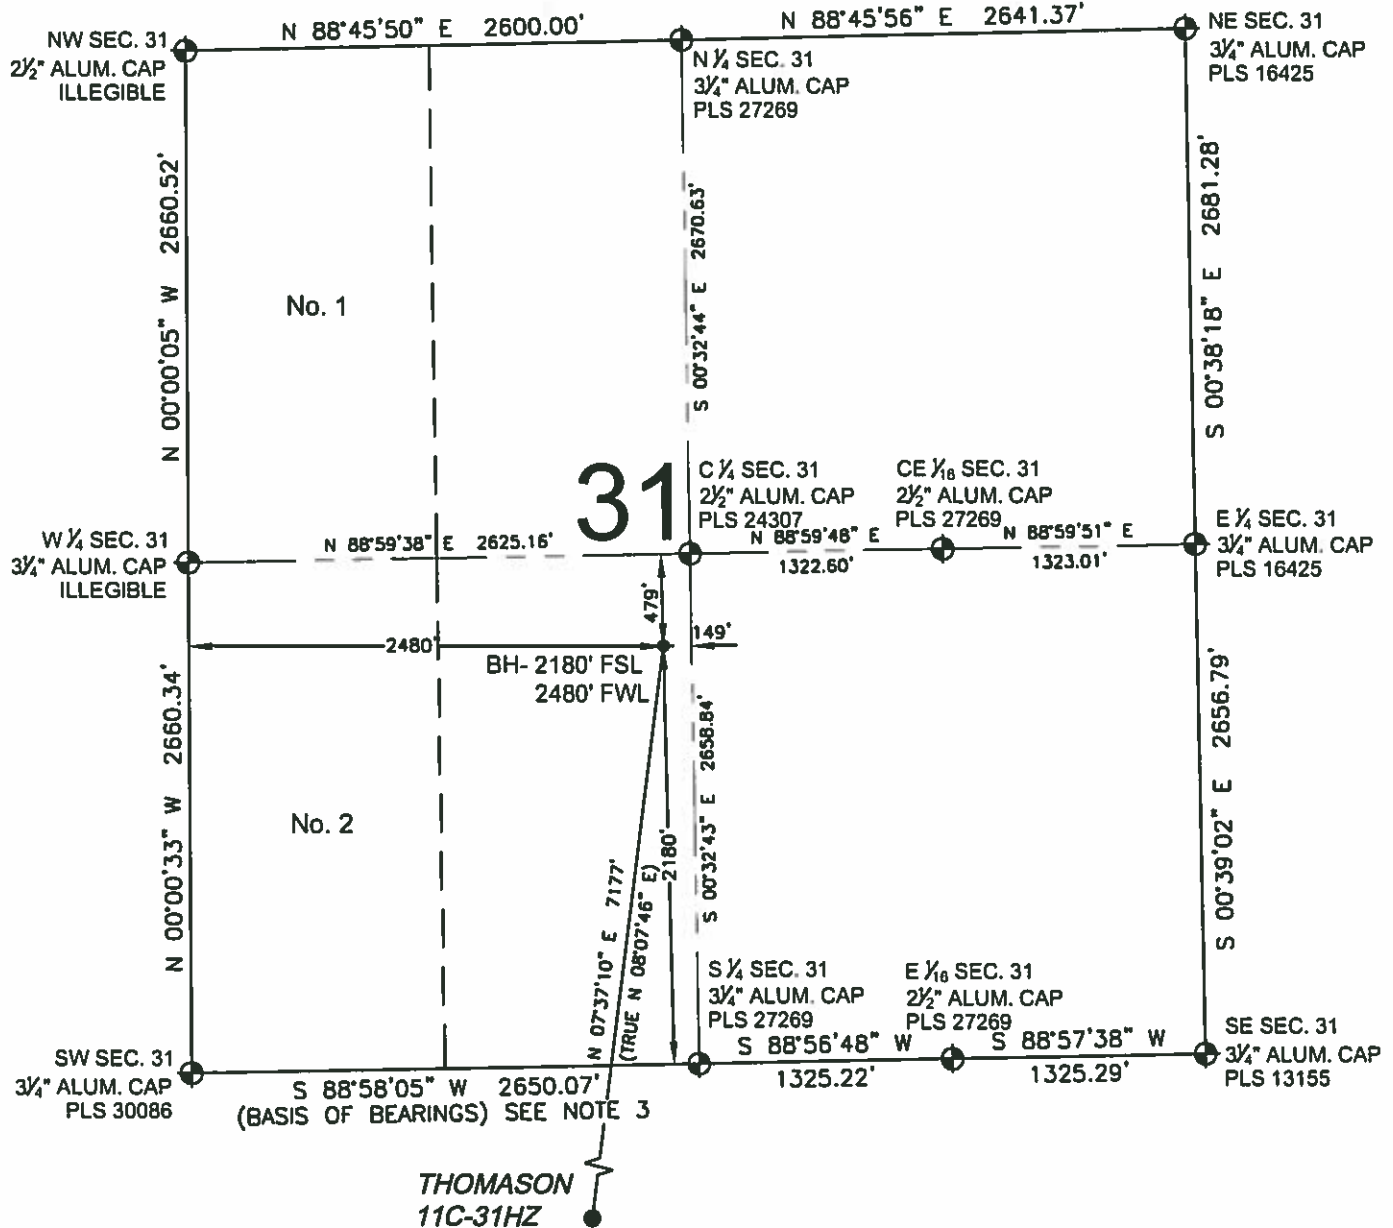 N 88°45'50" E 2600.00'
N 88°45'56" E 2641.37'
NW SEC. 31
2½" ALUM. CAP
ILLEGIBLE
N ¼ SEC. 31
3¼" ALUM. CAP
PLS 27269
NE SEC. 31
3¼" ALUM. CAP
PLS 16425
N 00°00'05" W 2660.52'
S 00°32'44" E 2670.63'
S 00°38'18" E 2681.28'
No. 1
31
C ¼ SEC. 31
2½" ALUM. CAP
PLS 24307
CE 1/16 SEC. 31
2½" ALUM. CAP
PLS 27269
W ¼ SEC. 31
3¼" ALUM. CAP
ILLEGIBLE
N 88°59'38" E 2625.16'
N 88°59'48" E
1322.60'
N 88°59'51" E
1323.01'
E ¼ SEC. 31
3¼" ALUM. CAP
PLS 16425
479'
149'
2480'
BH- 2180' FSL
2480' FWL
N 00°00'33" W 2660.34'
S 00°32'43" E 2658.84'
S 00°39'02" E 2656.79'
No. 2
2180'
N 07°37'10" E 7177'
(TRUE N 08°07'46" E)
S ¼ SEC. 31
3¼" ALUM. CAP
PLS 27269
E 1/16 SEC. 31
2½" ALUM. CAP
PLS 27269
SW SEC. 31
3¼" ALUM. CAP
PLS 30086
S 88°58'05" W 2650.07'
(BASIS OF BEARINGS) SEE NOTE 3
S 88°56'48" W
1325.22'
S 88°57'38" W
1325.29'
SE SEC. 31
3¼" ALUM. CAP
PLS 13155
THOMASON
11C-31HZ